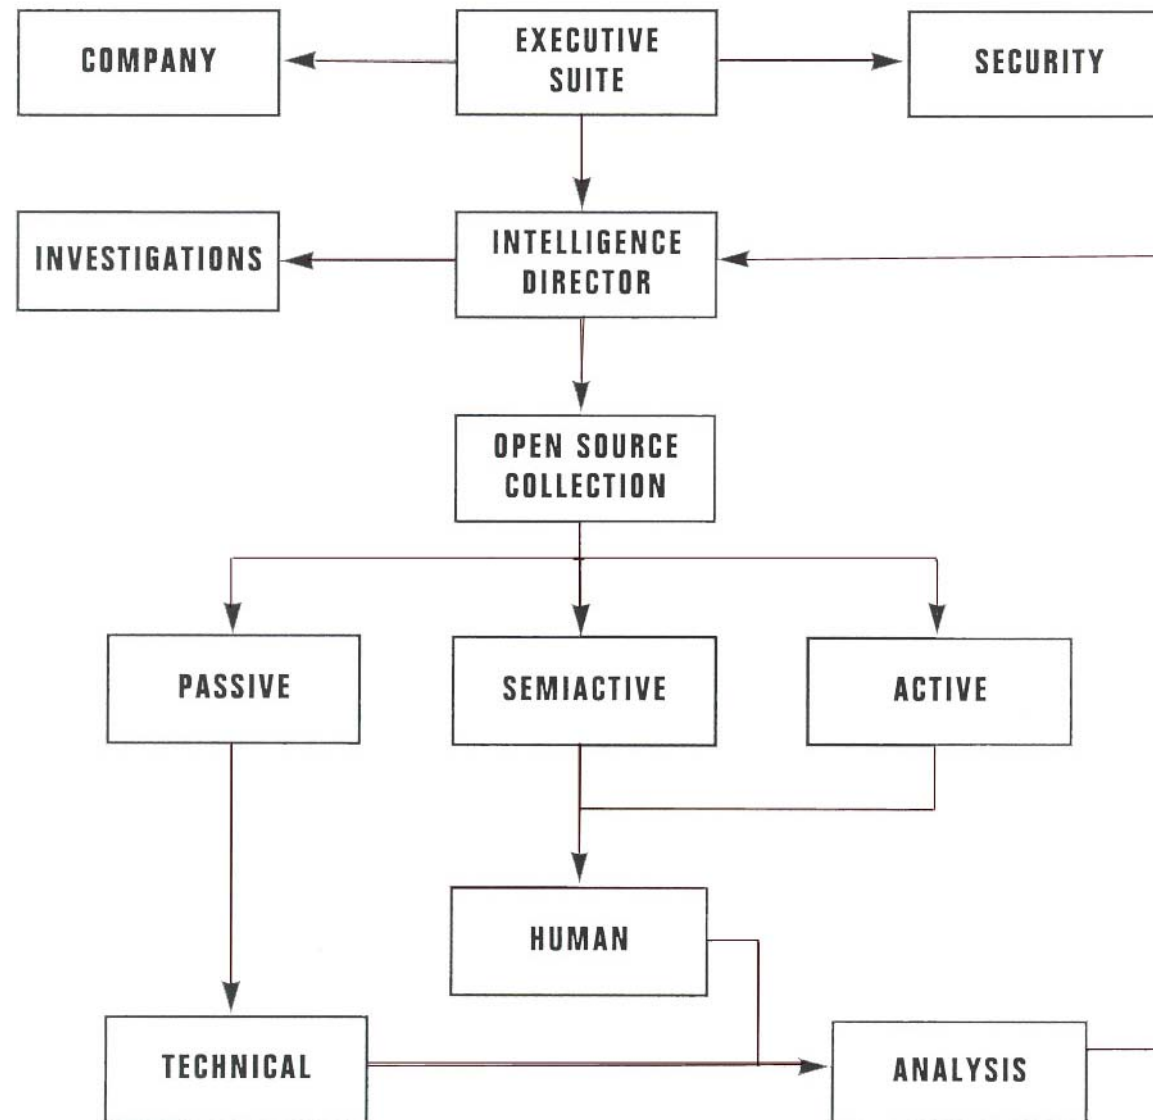 COMPANY
EXECUTIVE
SUITE
SECURITY
INVESTIGATIONS
INTELLIGENCE
DIRECTOR
OPEN SOURCE
COLLECTION
PASSIVE
SEMIACTIVE
ACTIVE
HUMAN
TECHNICAL
ANALYSIS